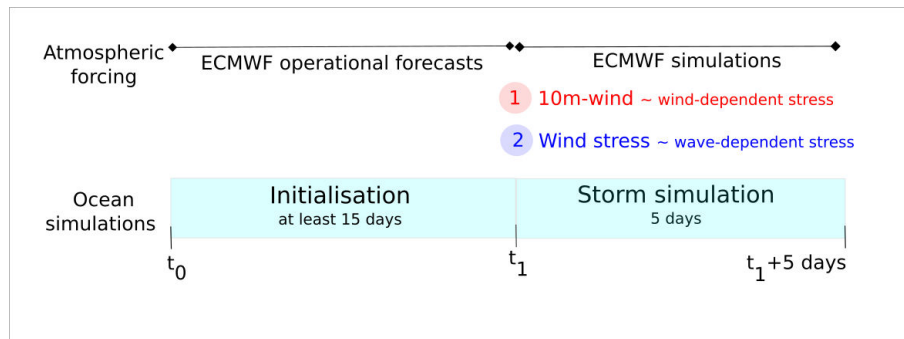 Atmospheric
forcing
ECMWF operational forecasts
ECMWF simulations
1 10m-wind ~ wind-dependent stress
2 Wind stress ~ wave-dependent stress
Ocean
simulations
Initialisation
at least 15 days
Storm simulation
5 days
t0
t1
t1+5 days